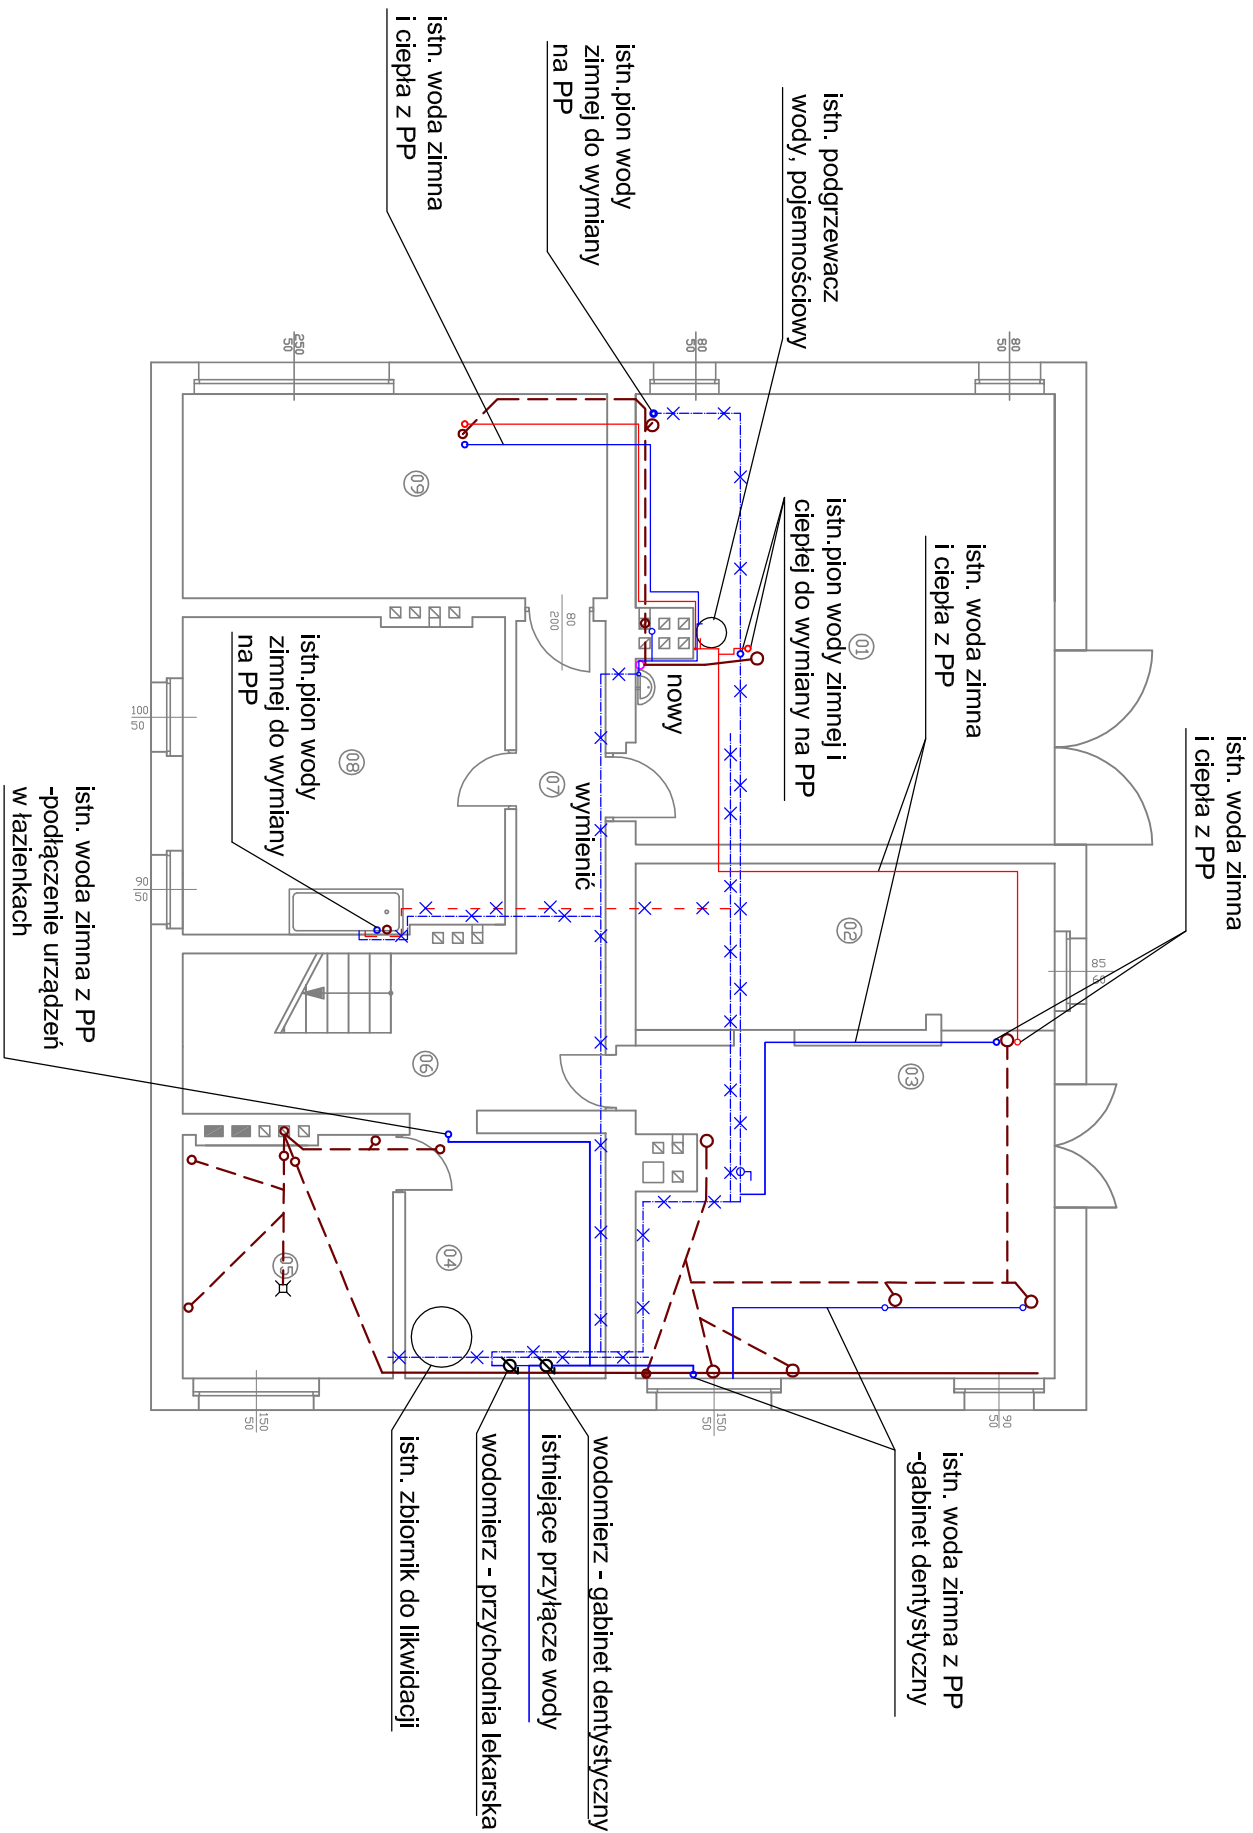 istn. woda zimna
i ciepła z PP
istn.pion wody
zimnej do wymiany
na PP
istn. podgrzewacz
wody, pojemnościowy
istn.pion wody zimnej i
ciepłej do wymiany na PP
istn. woda zimna
i ciepła z PP
istn. woda zimna
i ciepła z PP
250
50
80
50
80
50
09
01
80
200
nowy
istn.pion wody
zimnej do wymiany
na PP
100
50
08
07
wymienić
90
50
02
85
60
istn. woda zimna z PP
-podłączenie urządzeń
w łazienkach
06
03
05
04
150
50
150
50
90
50
istn. zbiornik do likwidacji
wodomierz - przychodnia lekarska
istniejące przyłącze wody
wodomierz - gabinet dentystyczny
istn. woda zimna z PP
-gabinet dentystyczny